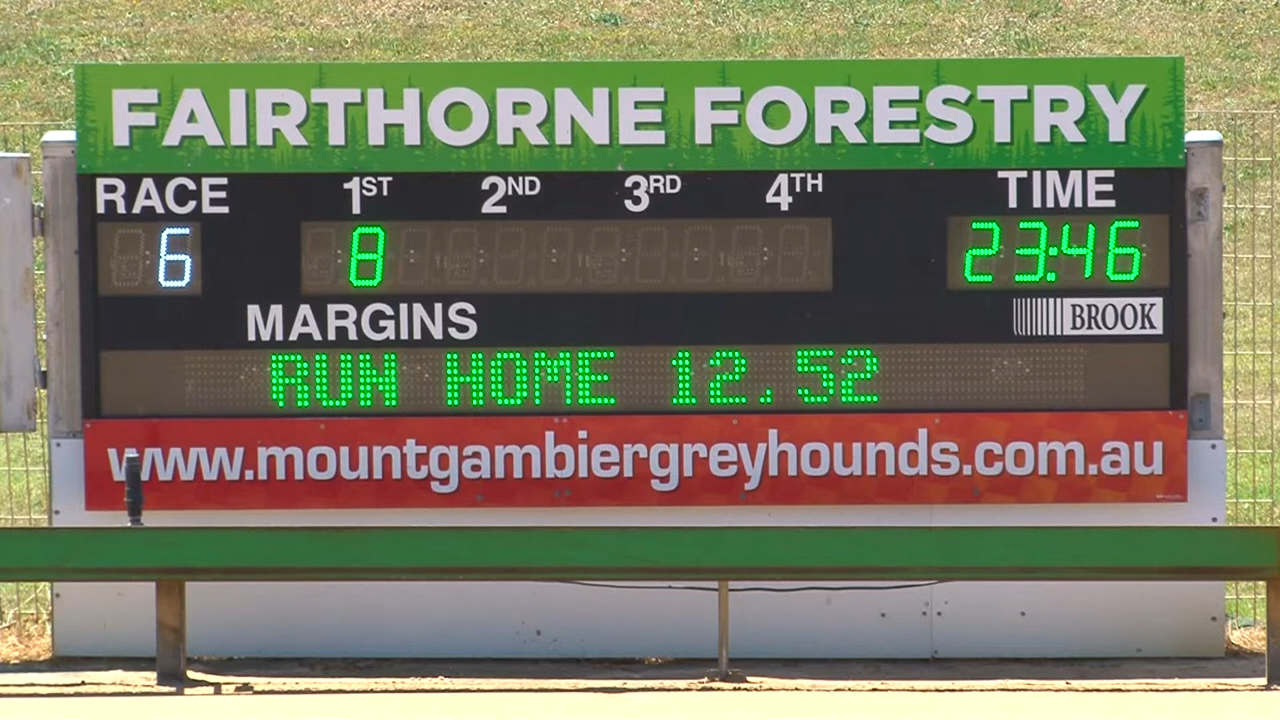 FAIRTHORNE FORESTRY
RACE 1ST 2ND 3RD 4TH TIME
6 8 23:46
MARGINS BROOK
RUN HOME 12.52
www.mountgambiergreyhounds.com.au